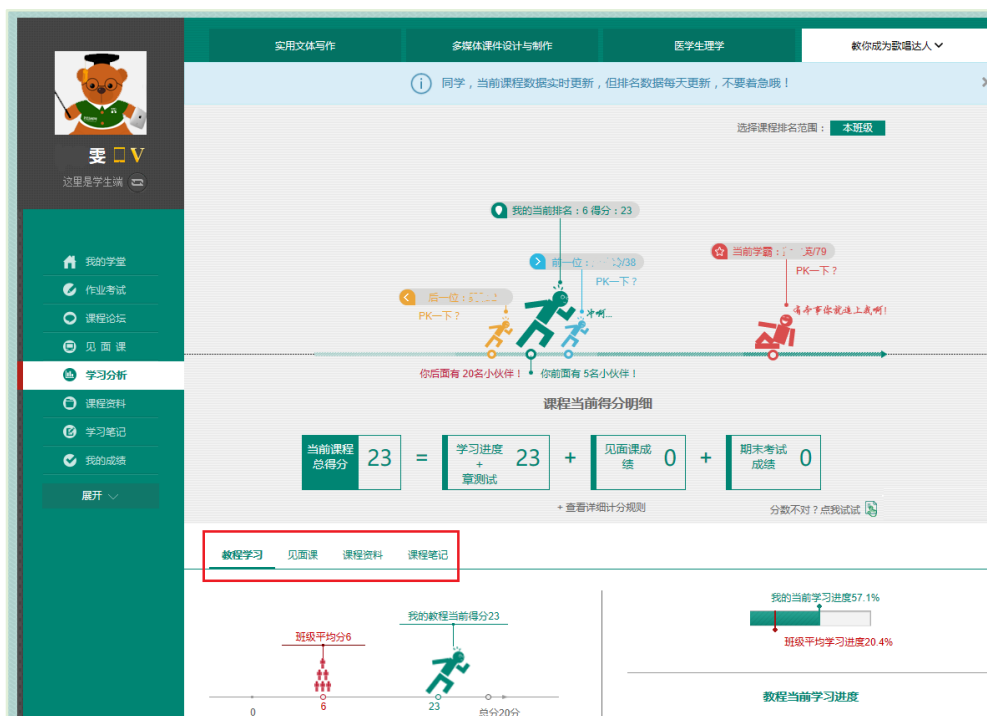 实用文体写作
多媒体课件设计与制作
医学生理学
教你成为歌唱达人
同学，当前课程数据实时更新，但排名数据每天更新，不要着急哦！
雯 V
这里是学生端
选择课程排名范围： 本班级
我的当前排名：6 得分：23
当前学霸： 英/79
PK一下？
前一位： /38
PK一下？
后一位：
PK一下？
冲啊...
有本事你就追上我啊！
你后面有 20名小伙伴！
你前面有 5名小伙伴！
我的学堂
作业考试
课程论坛
见 面 课
学习分析
课程资料
学习笔记
我的成绩
展开
课程当前得分明细
当前课程总得分 23 = 学习进度+章测试 23 + 见面课成绩 0 + 期末考试成绩 0
+ 查看详细计分规则
分数不对？点我试试
教程学习 见面课 课程资料 课程笔记
我的教程当前得分23
班级平均分6
0 6 23 总分20分
我的当前学习进度57.1%
班级平均学习进度20.4%
教程当前学习进度